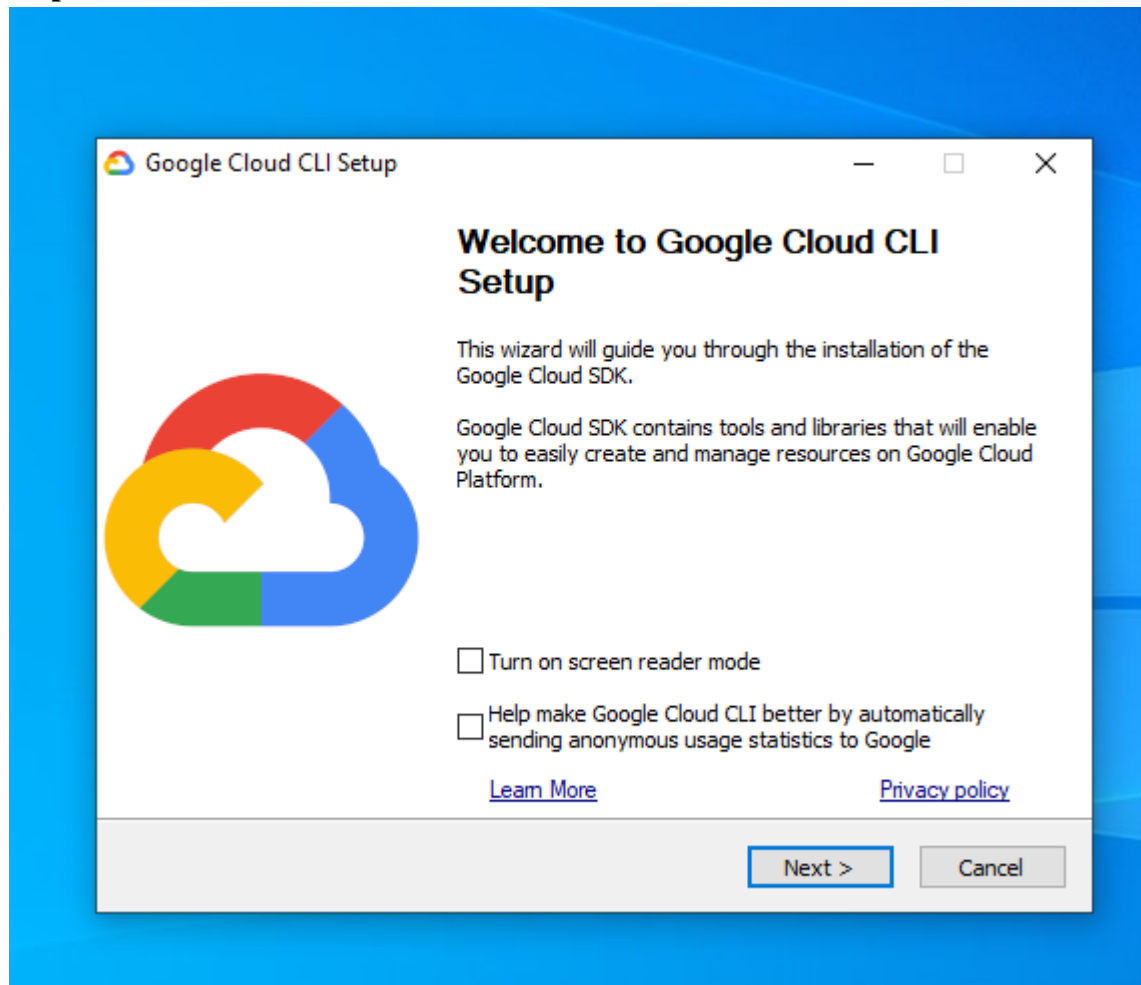 Google Cloud CLI Setup
Welcome to Google Cloud CLI
Setup
This wizard will guide you through the installation of the
Google Cloud SDK.
Google Cloud SDK contains tools and libraries that will enable
you to easily create and manage resources on Google Cloud
Platform.
Turn on screen reader mode
Help make Google Cloud CLI better by automatically
sending anonymous usage statistics to Google
Learn More Privacy policy
Next > Cancel